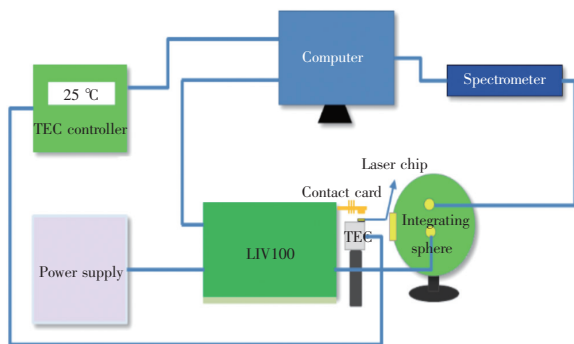 Computer
Spectrometer
25 ℃
TEC controller
Laser chip
Contact card
Integrating
sphere
TEC
LIV100
Power supply